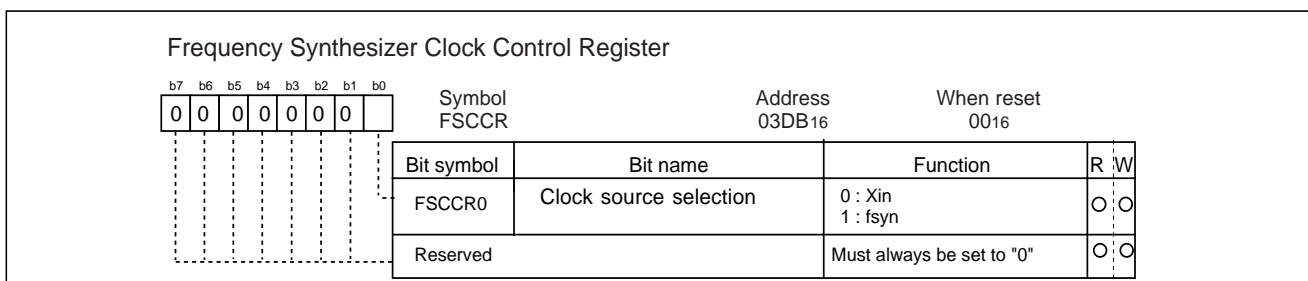 Frequency Synthesizer Clock Control Register
b7 b6 b5 b4 b3 b2 b1 b0
0 0 0 0 0 0 0
Symbol Address When reset
FSCCR 03DB16 0016
Bit symbol Bit name Function R W
FSCCR0 Clock source selection 0 : Xin
1 : fsyn
Reserved Must always be set to "0"